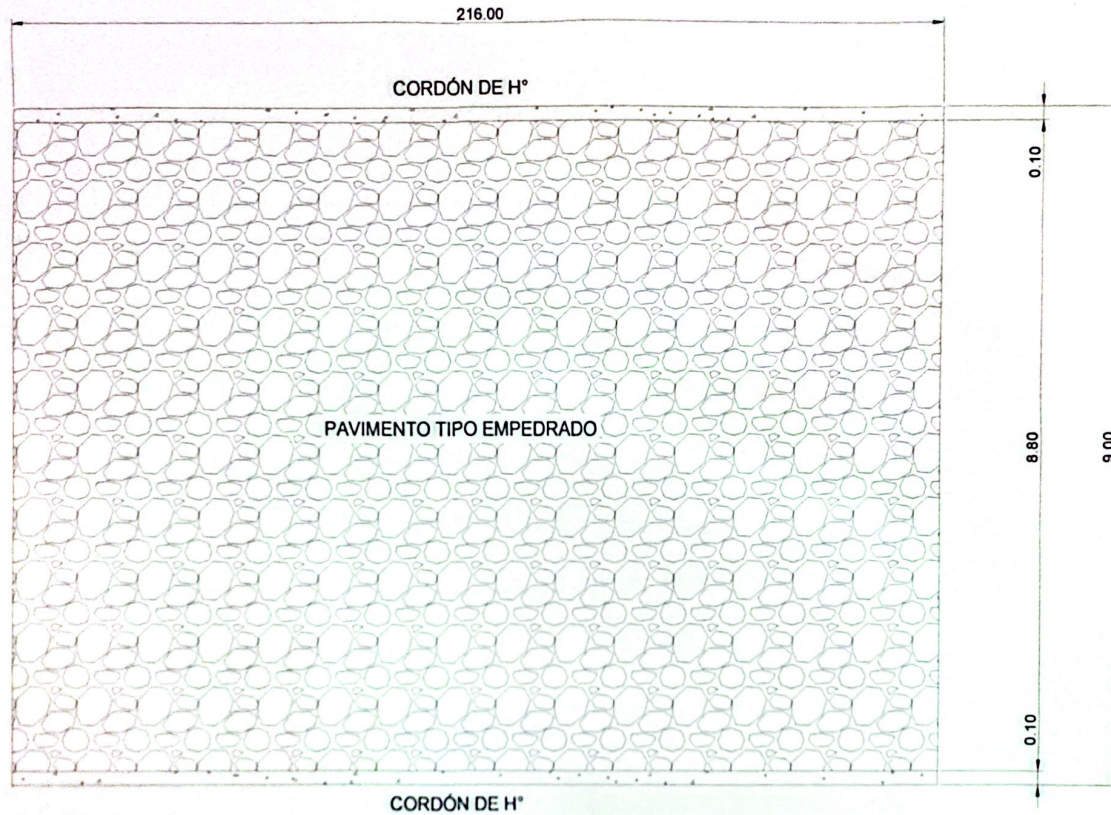 216.00
CORDÓN DE H°
0.10
PAVIMENTO TIPO EMPEDRADO
8.80
9.00
0.10
CORDÓN DE H°